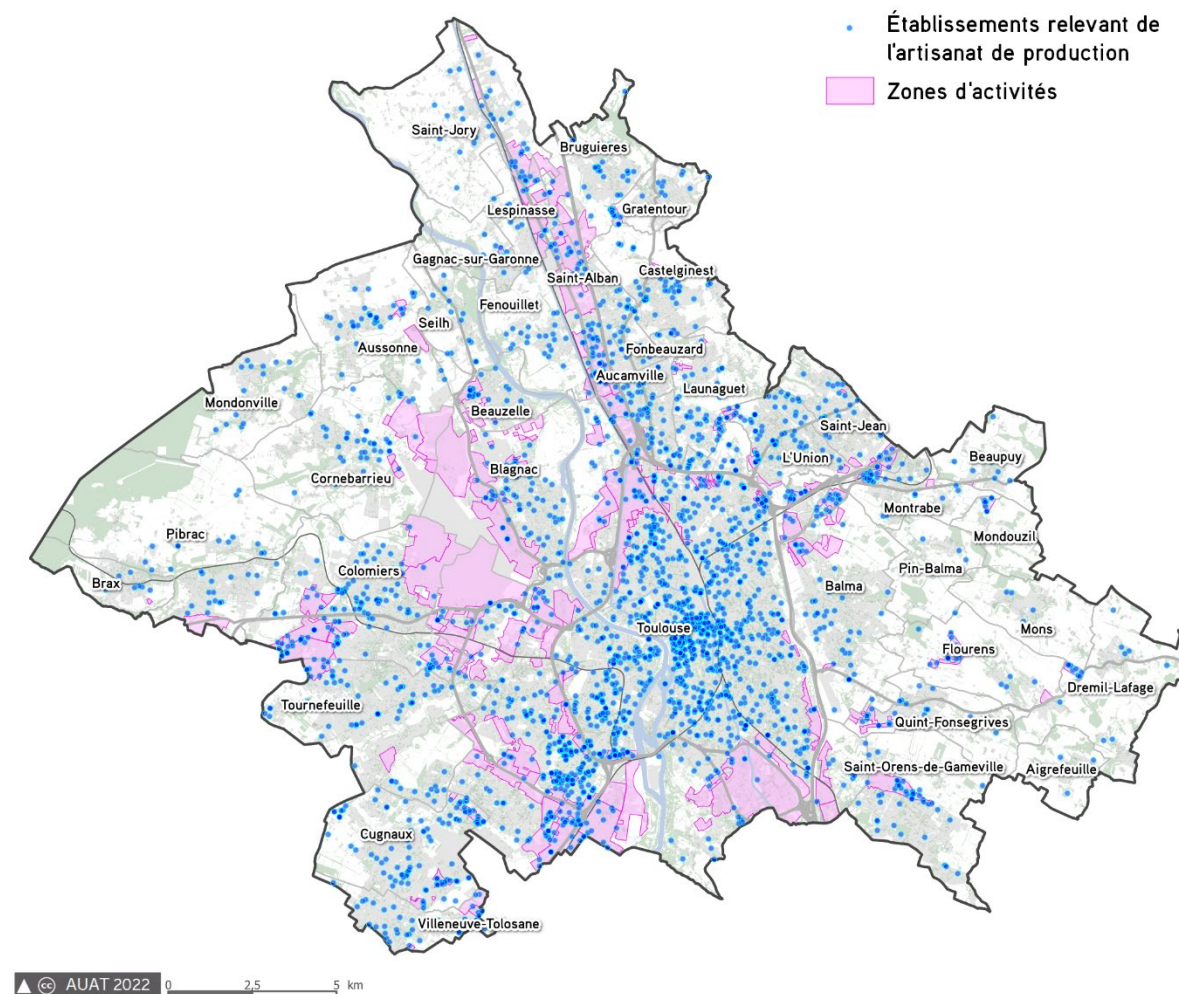 Établissements relevant de
l'artisanat de production
Zones d'activités
Saint-Jory
Bruguieres
Lespinasse
Gratentour
Gagnac-sur-Garonne
Saint-Alban
Castelginest
Fenouillet
Seilh
Aussonne
Fonbeauzard
Aucamville
Launaguet
Mondonville
Beauzelle
Saint-Jean
L'Union
Beaupuy
Blagnac
Cornebarrieu
Montrabe
Pibrac
Mondouzil
Pin-Balma
Colomiers
Brax
Balma
Toulouse
Mons
Flourens
Dremil-Lafage
Tournefeuille
Quint-Fonsegrives
Saint-Orens-de-Gameville
Aigrefeuille
Cugnaux
Villeneuve-Tolosane
cc AUAT 2022 0 2,5 5 km